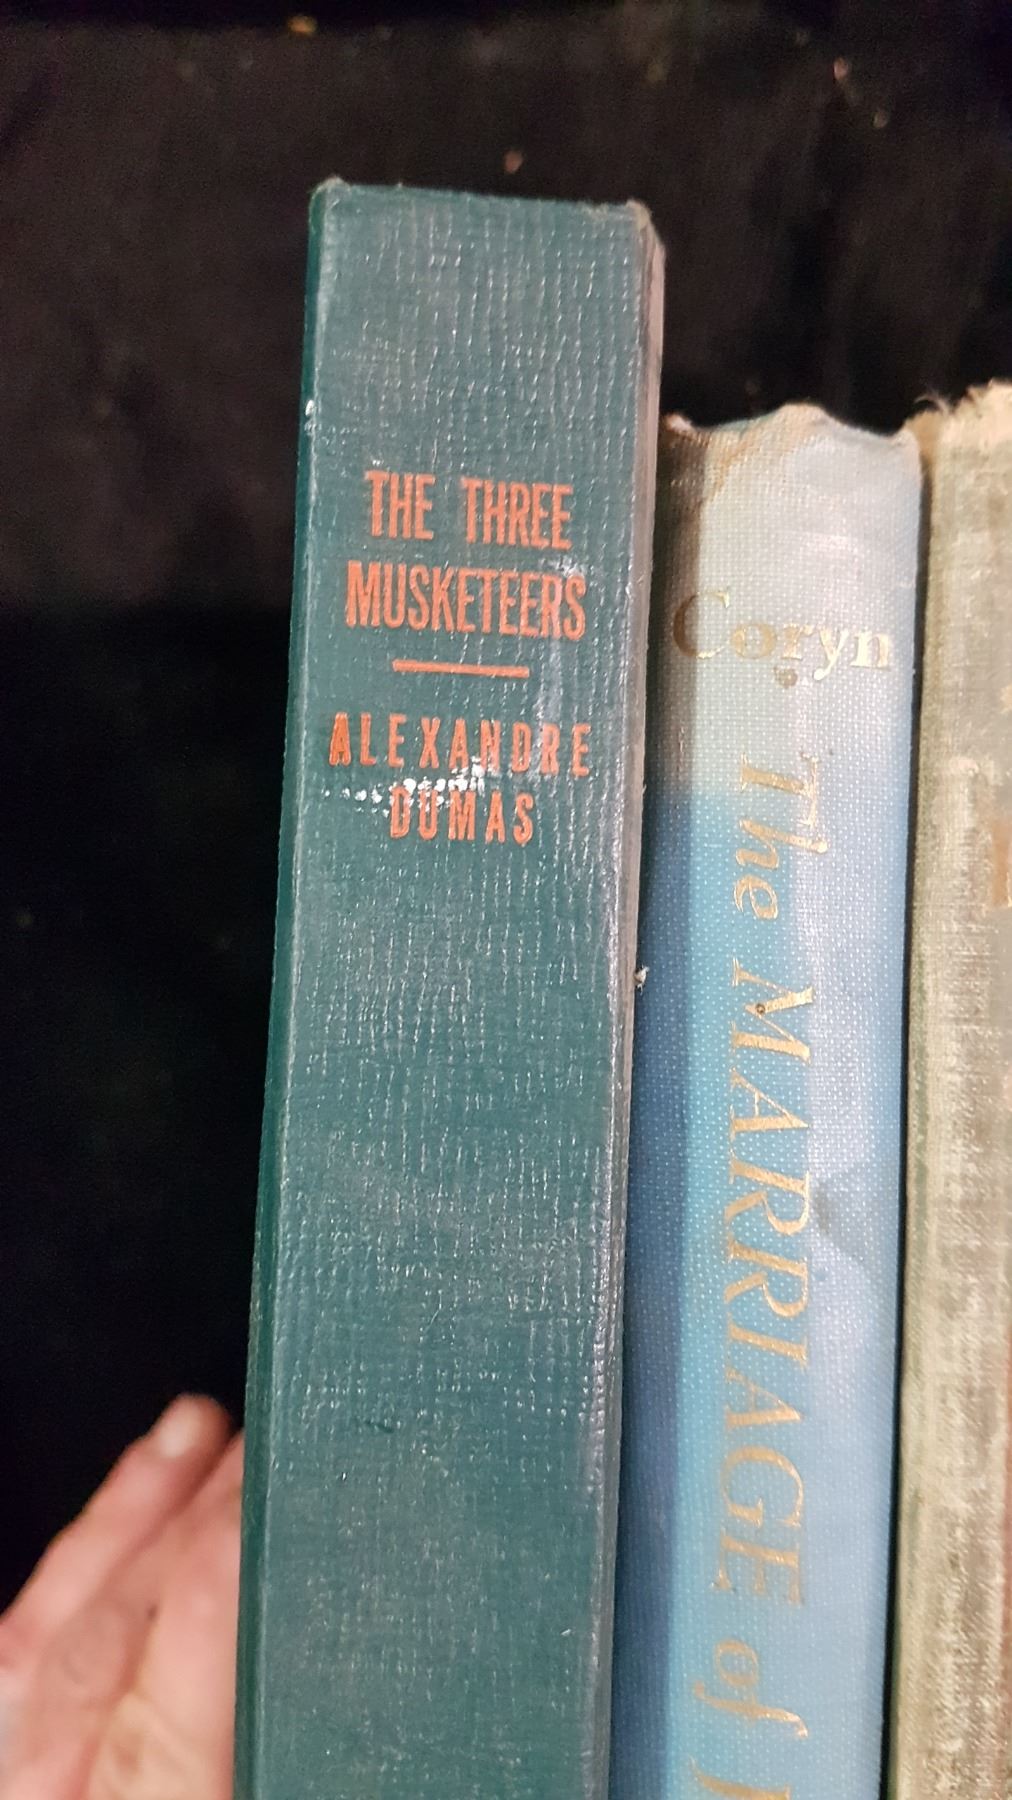 THE THREE
MUSKETEERS
ALEXANDRE
DUMAS
Coryn
The MARRIAGE of